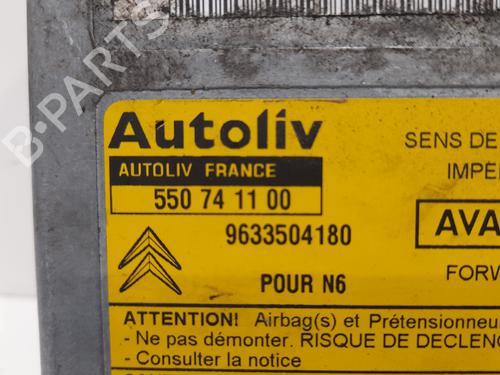 Autoliv
AUTOLIV FRANCE
550 74 11 00
9633504180
POUR N6
SENS DE
IMPÉ
AVA
FORW
ATTENTION! Airbag(s) et Prétensionneu
- Ne pas démonter. RISQUE DE DECLENC
- Consulter la notice
B-PARTS